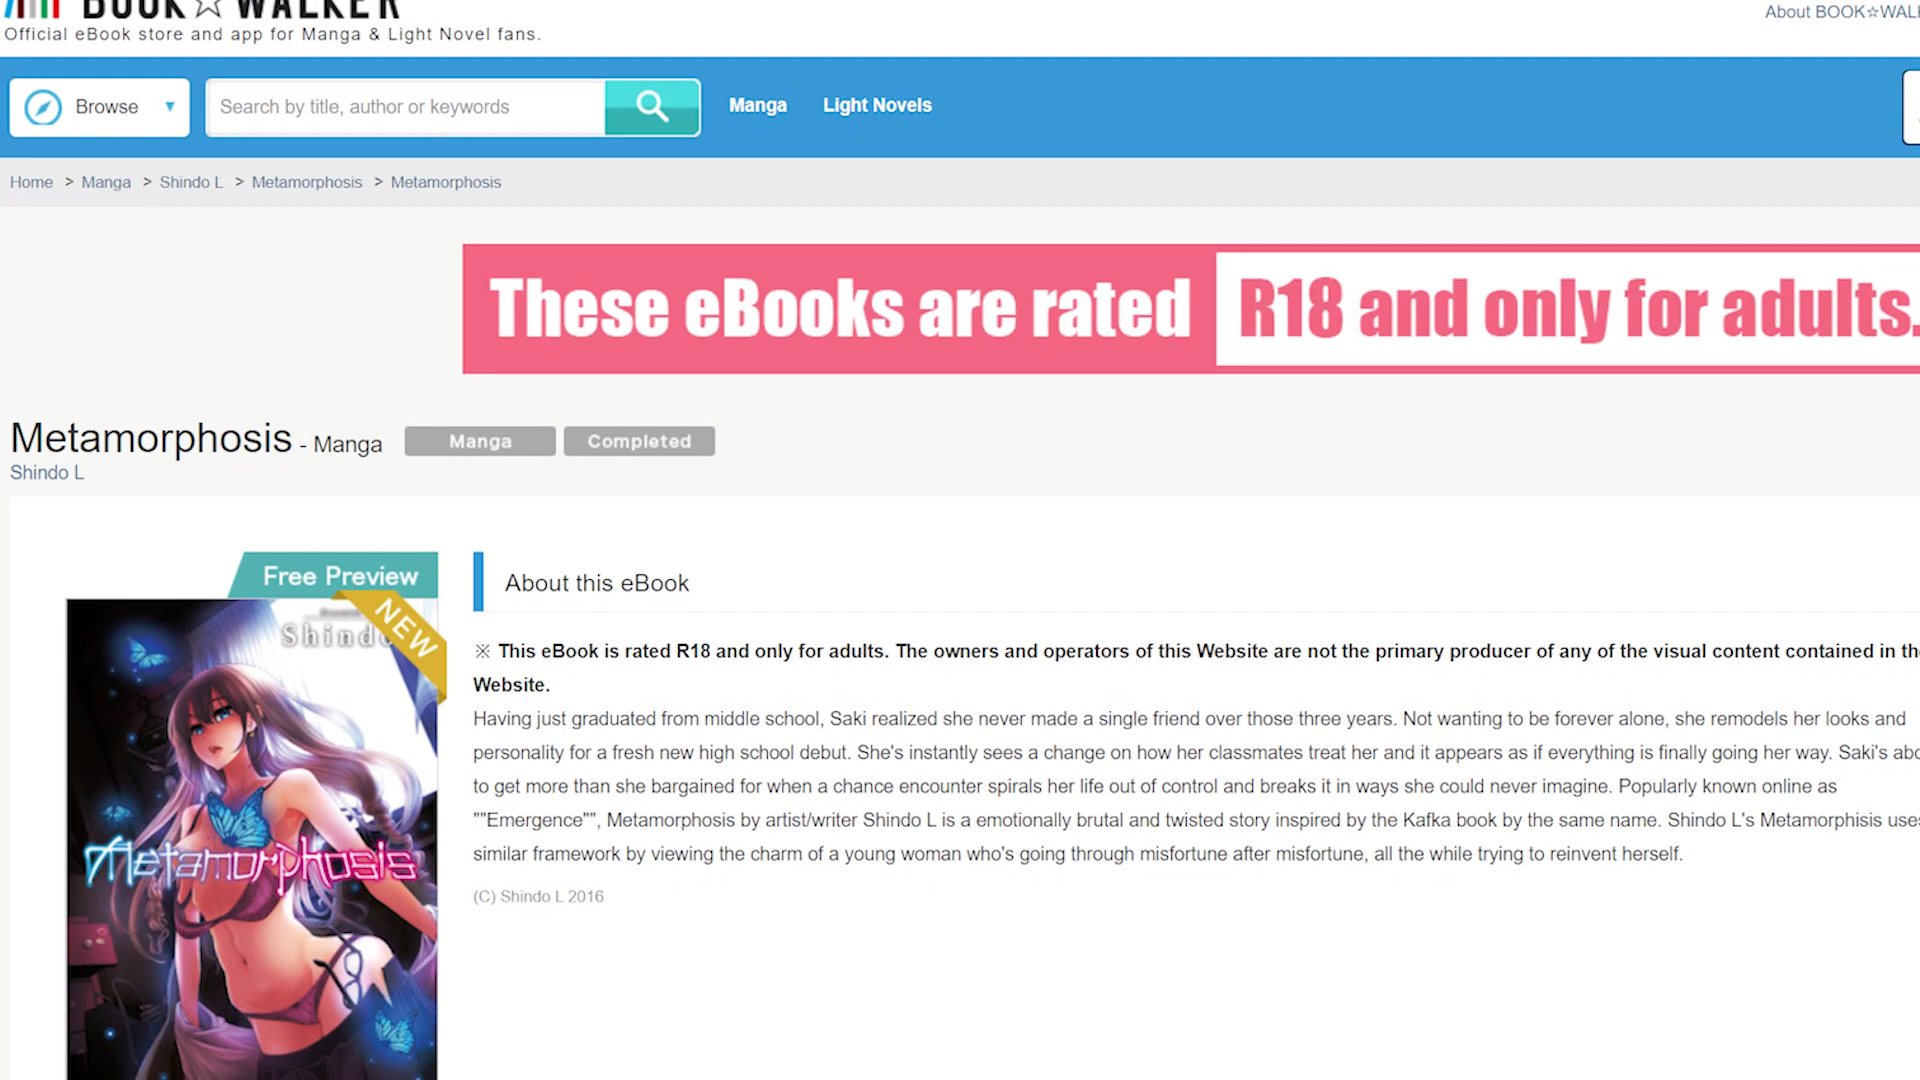 BOOK☆WALKER
About BOOK☆WALK
Official eBook store and app for Manga & Light Novel fans.
Browse ▼
Search by title, author or keywords
Manga
Light Novels
Home > Manga > Shindo L > Metamorphosis > Metamorphosis
These eBooks are rated R18 and only for adults.
Metamorphosis - Manga
Manga
Completed
Shindo L
Free Preview
NEW
Shindo
Metamorphosis
About this eBook
※ This eBook is rated R18 and only for adults. The owners and operators of this Website are not the primary producer of any of the visual content contained in the
Website.
Having just graduated from middle school, Saki realized she never made a single friend over those three years. Not wanting to be forever alone, she remodels her looks and
personality for a fresh new high school debut. She's instantly sees a change on how her classmates treat her and it appears as if everything is finally going her way. Saki's abo
to get more than she bargained for when a chance encounter spirals her life out of control and breaks it in ways she could never imagine. Popularly known online as
""Emergence"", Metamorphosis by artist/writer Shindo L is a emotionally brutal and twisted story inspired by the Kafka book by the same name. Shindo L's Metamorphisis uses
similar framework by viewing the charm of a young woman who's going through misfortune after misfortune, all the while trying to reinvent herself.
(C) Shindo L 2016